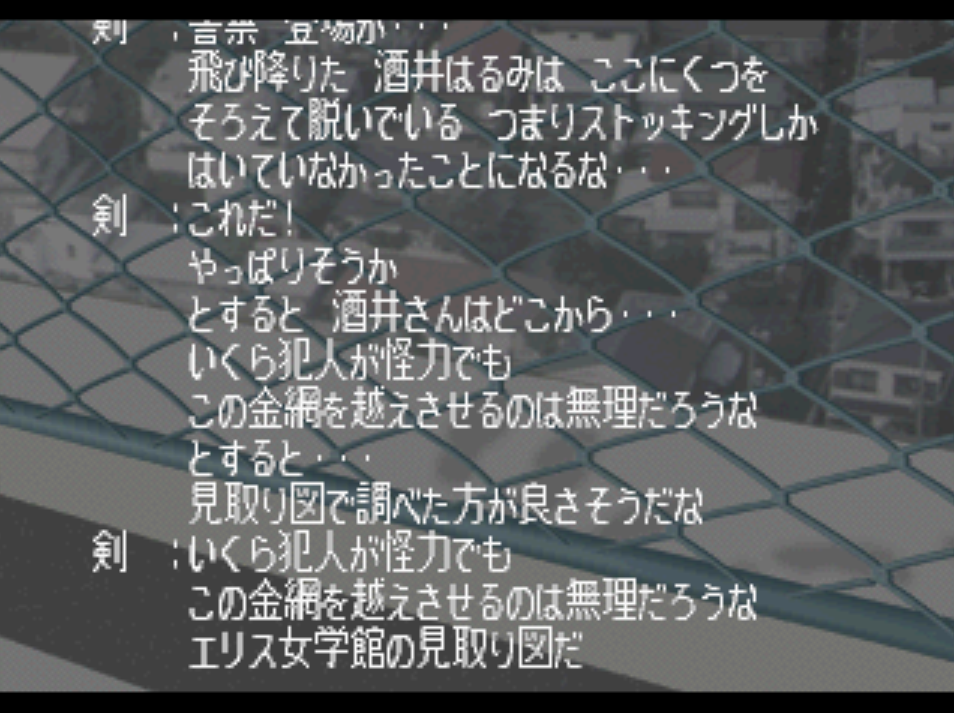 剣　：
飛び降りた　酒井はるみは　ここにくつを
そろえて脱いでいる　つまりストッキングしか
はいていなかったことになるな・・・
剣　：これだ！
やっぱりそうか
とすると　酒井さんはどこから・・・
いくら犯人が怪力でも
この金網を越えさせるのは無理だろうな
とすると・・・
見取り図で調べた方が良さそうだな
剣　：いくら犯人が怪力でも
この金網を越えさせるのは無理だろうな
エリス女学館の見取り図だ